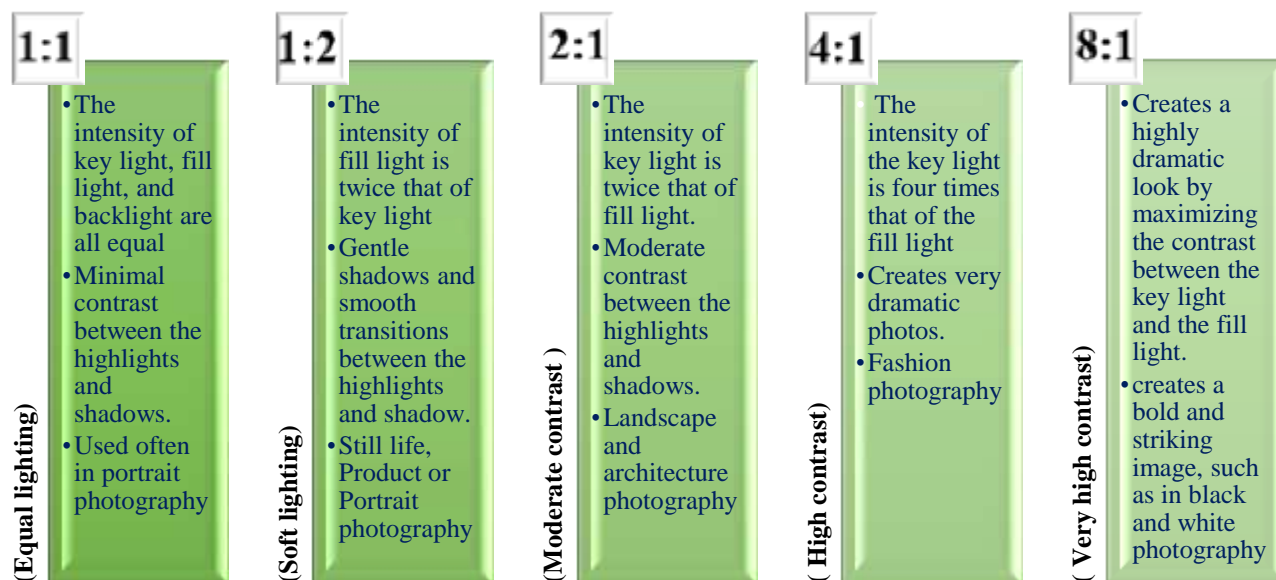 1:1
•The
intensity of
key light, fill
light, and
backlight are
all equal
•Minimal
contrast
between the
highlights
and
shadows.
•Used often
in portrait
photography
(Equal lighting)
1:2
•The
intensity of
fill light is
twice that of
key light
•Gentle
shadows and
smooth
transitions
between the
highlights
and shadow.
•Still life,
Product or
Portrait
photography
(Soft lighting)
2:1
•The
intensity of
key light is
twice that of
fill light.
•Moderate
contrast
between the
highlights
and
shadows.
•Landscape
and
architecture
photography
(Moderate contrast )
4:1
• The
intensity of
the key light
is four times
that of the
fill light
•Creates very
dramatic
photos.
•Fashion
photography
( High contrast)
8:1
•Creates a
highly
dramatic
look by
maximizing
the contrast
between the
key light
and the fill
light.
•creates a
bold and
striking
image, such
as in black
and white
photography
( Very high contrast)